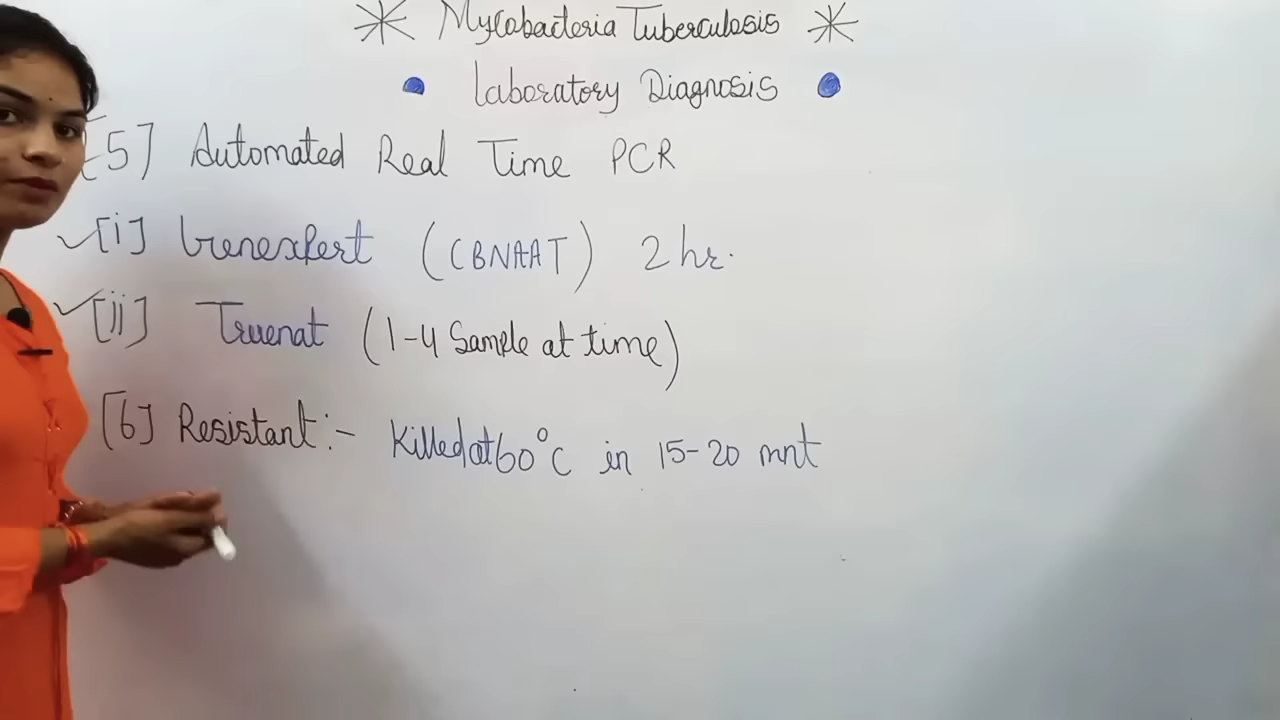 Mycobacteria Tuberculosis
Laboratory Diagnosis
[5] Automated Real Time PCR
[i] Genexpert (CBNAAT) 2 hr.
[ii] Truenat (1-4 Sample at time)
[6] Resistant:- Killed at 60°C in 15-20 mnt